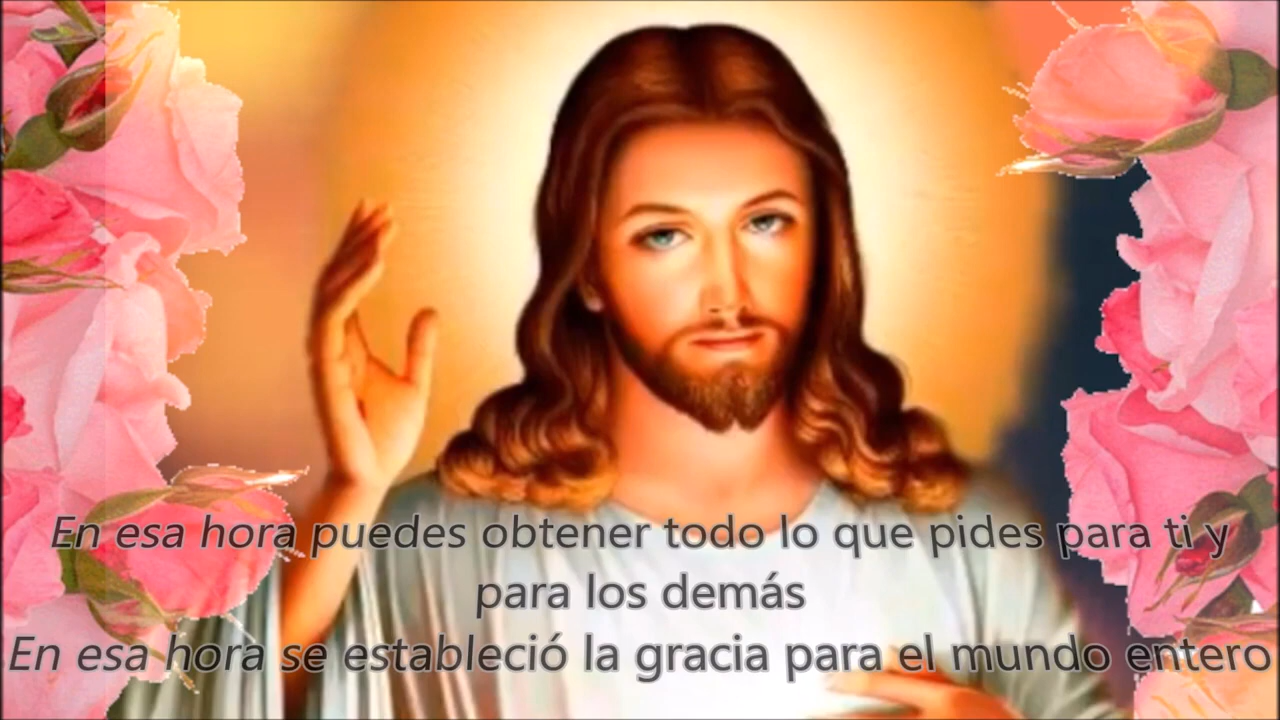 En esa hora puedes obtener todo lo que pides para ti y
para los demás
En esa hora se estableció la gracia para el mundo entero